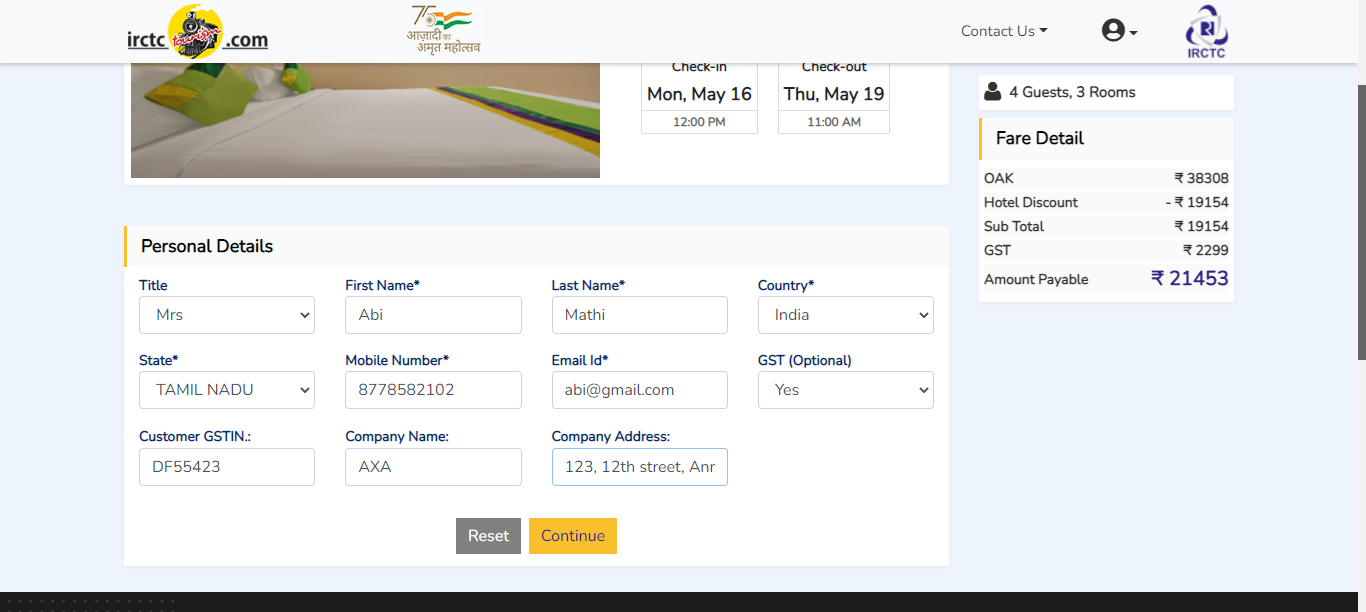 irctc tourism .com
75
आज़ादी का
अमृत महोत्सव
Contact Us
IRCTC
Check-in
Mon, May 16
12:00 PM
Check-out
Thu, May 19
11:00 AM
4 Guests, 3 Rooms
Fare Detail
OAK ₹ 38308
Hotel Discount - ₹ 19154
Sub Total ₹ 19154
GST ₹ 2299
Amount Payable ₹ 21453
Personal Details
Title First Name* Last Name* Country*
Mrs Abi Mathi India
State* Mobile Number* Email Id* GST (Optional)
TAMIL NADU 8778582102 abi@gmail.com Yes
Customer GSTIN.: Company Name: Company Address:
DF55423 AXA 123, 12th street, Anr
Reset Continue